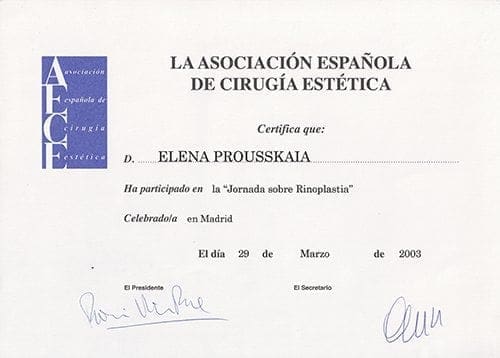 LA ASOCIACIÓN ESPAÑOLA
DE CIRUGÍA ESTÉTICA
Asociación
española de
cirugía
estética
AECE
Certifica que:
D. ELENA PROUSSKAIA
Ha participado en la "Jornada sobre Rinoplastia"
Celebrado/a en Madrid
El día 29 de Marzo de 2003
El Presidente El Secretario